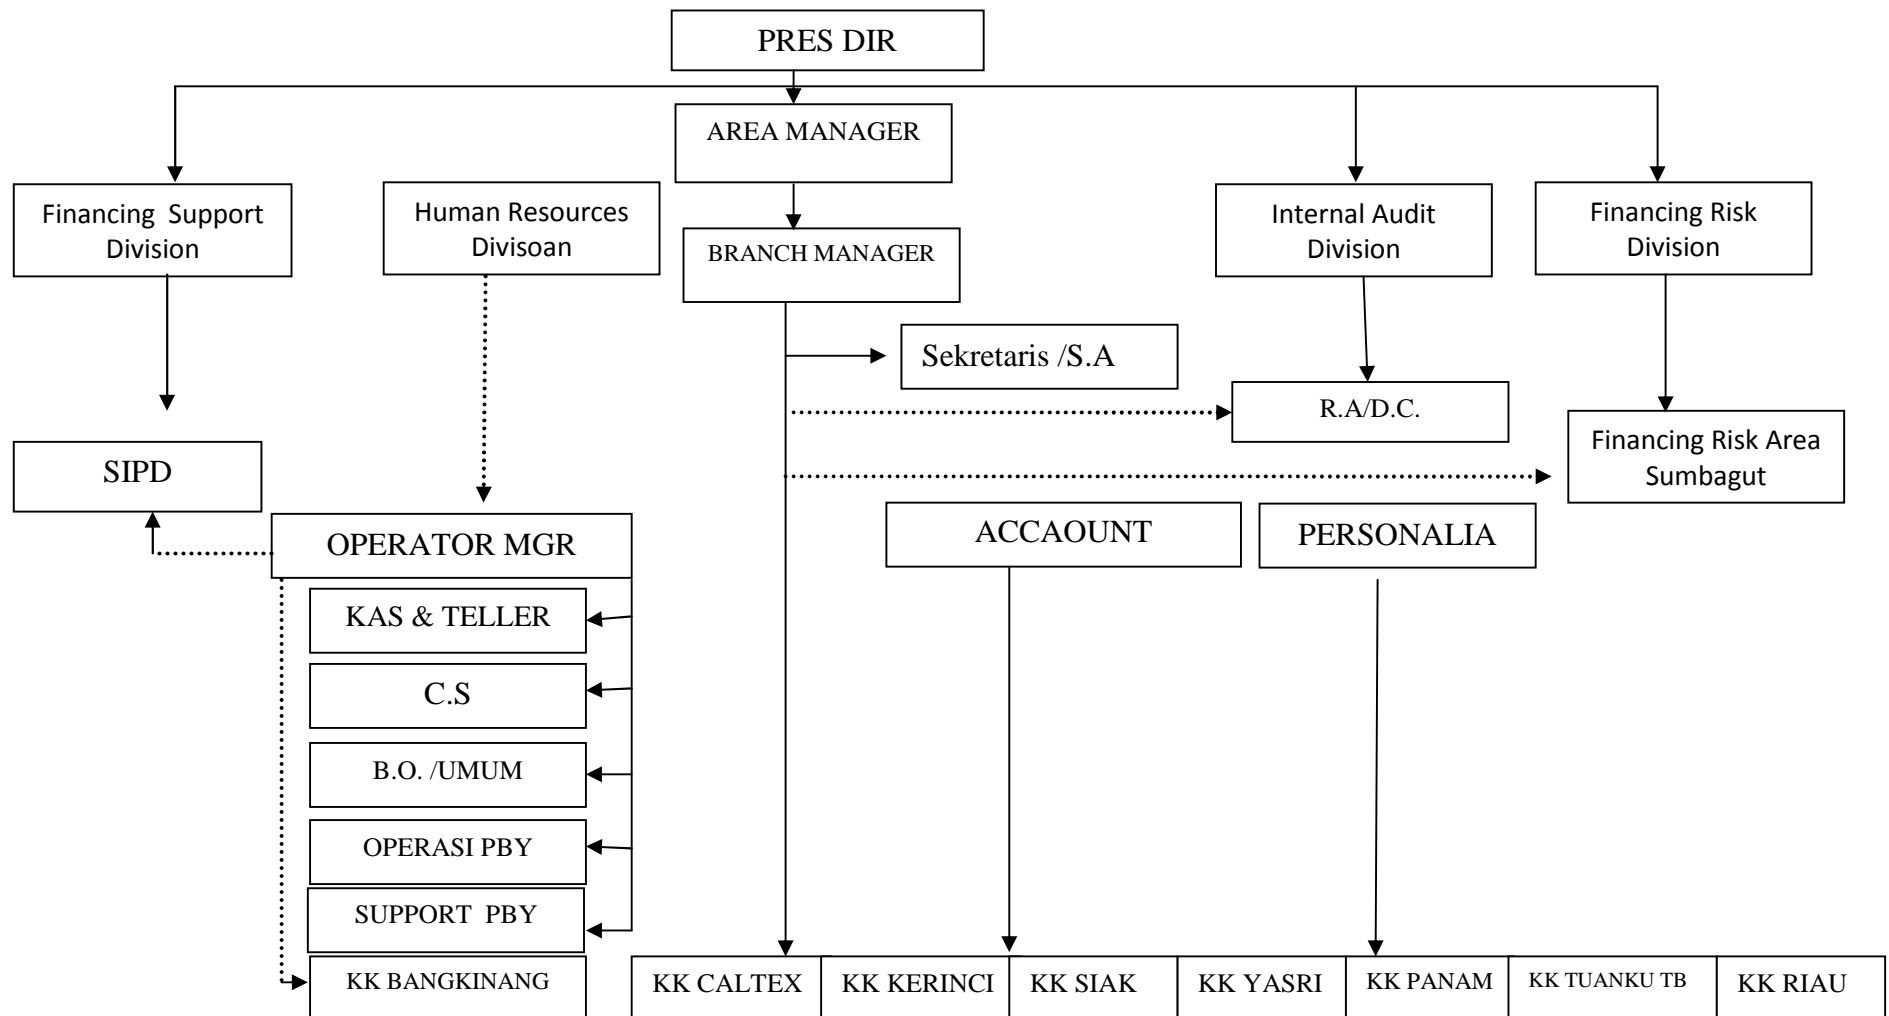 PRES DIR
AREA MANAGER
Financing Support
Division
Human Resources
Divisoan
BRANCH MANAGER
Internal Audit
Division
Financing Risk
Division
Sekretaris /S.A
R.A/D.C.
Financing Risk Area
Sumbagut
SIPD
OPERATOR MGR
ACCAOUNT
PERSONALIA
KAS & TELLER
C.S
B.O. /UMUM
OPERASI PBY
SUPPORT PBY
KK BANGKINANG
KK CALTEX
KK KERINCI
KK SIAK
KK YASRI
KK PANAM
KK TUANKU TB
KK RIAU